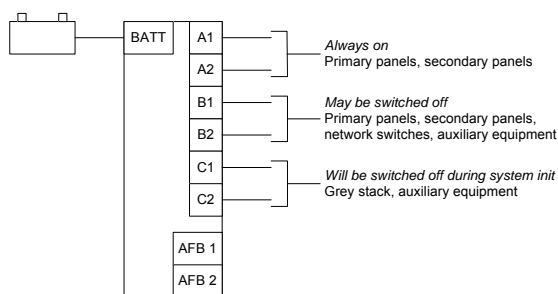 BATT
A1
A2
Always on
Primary panels, secondary panels
B1
B2
May be switched off
Primary panels, secondary panels,
network switches, auxiliary equipment
C1
C2
Will be switched off during system init
Grey stack, auxiliary equipment
AFB 1
AFB 2